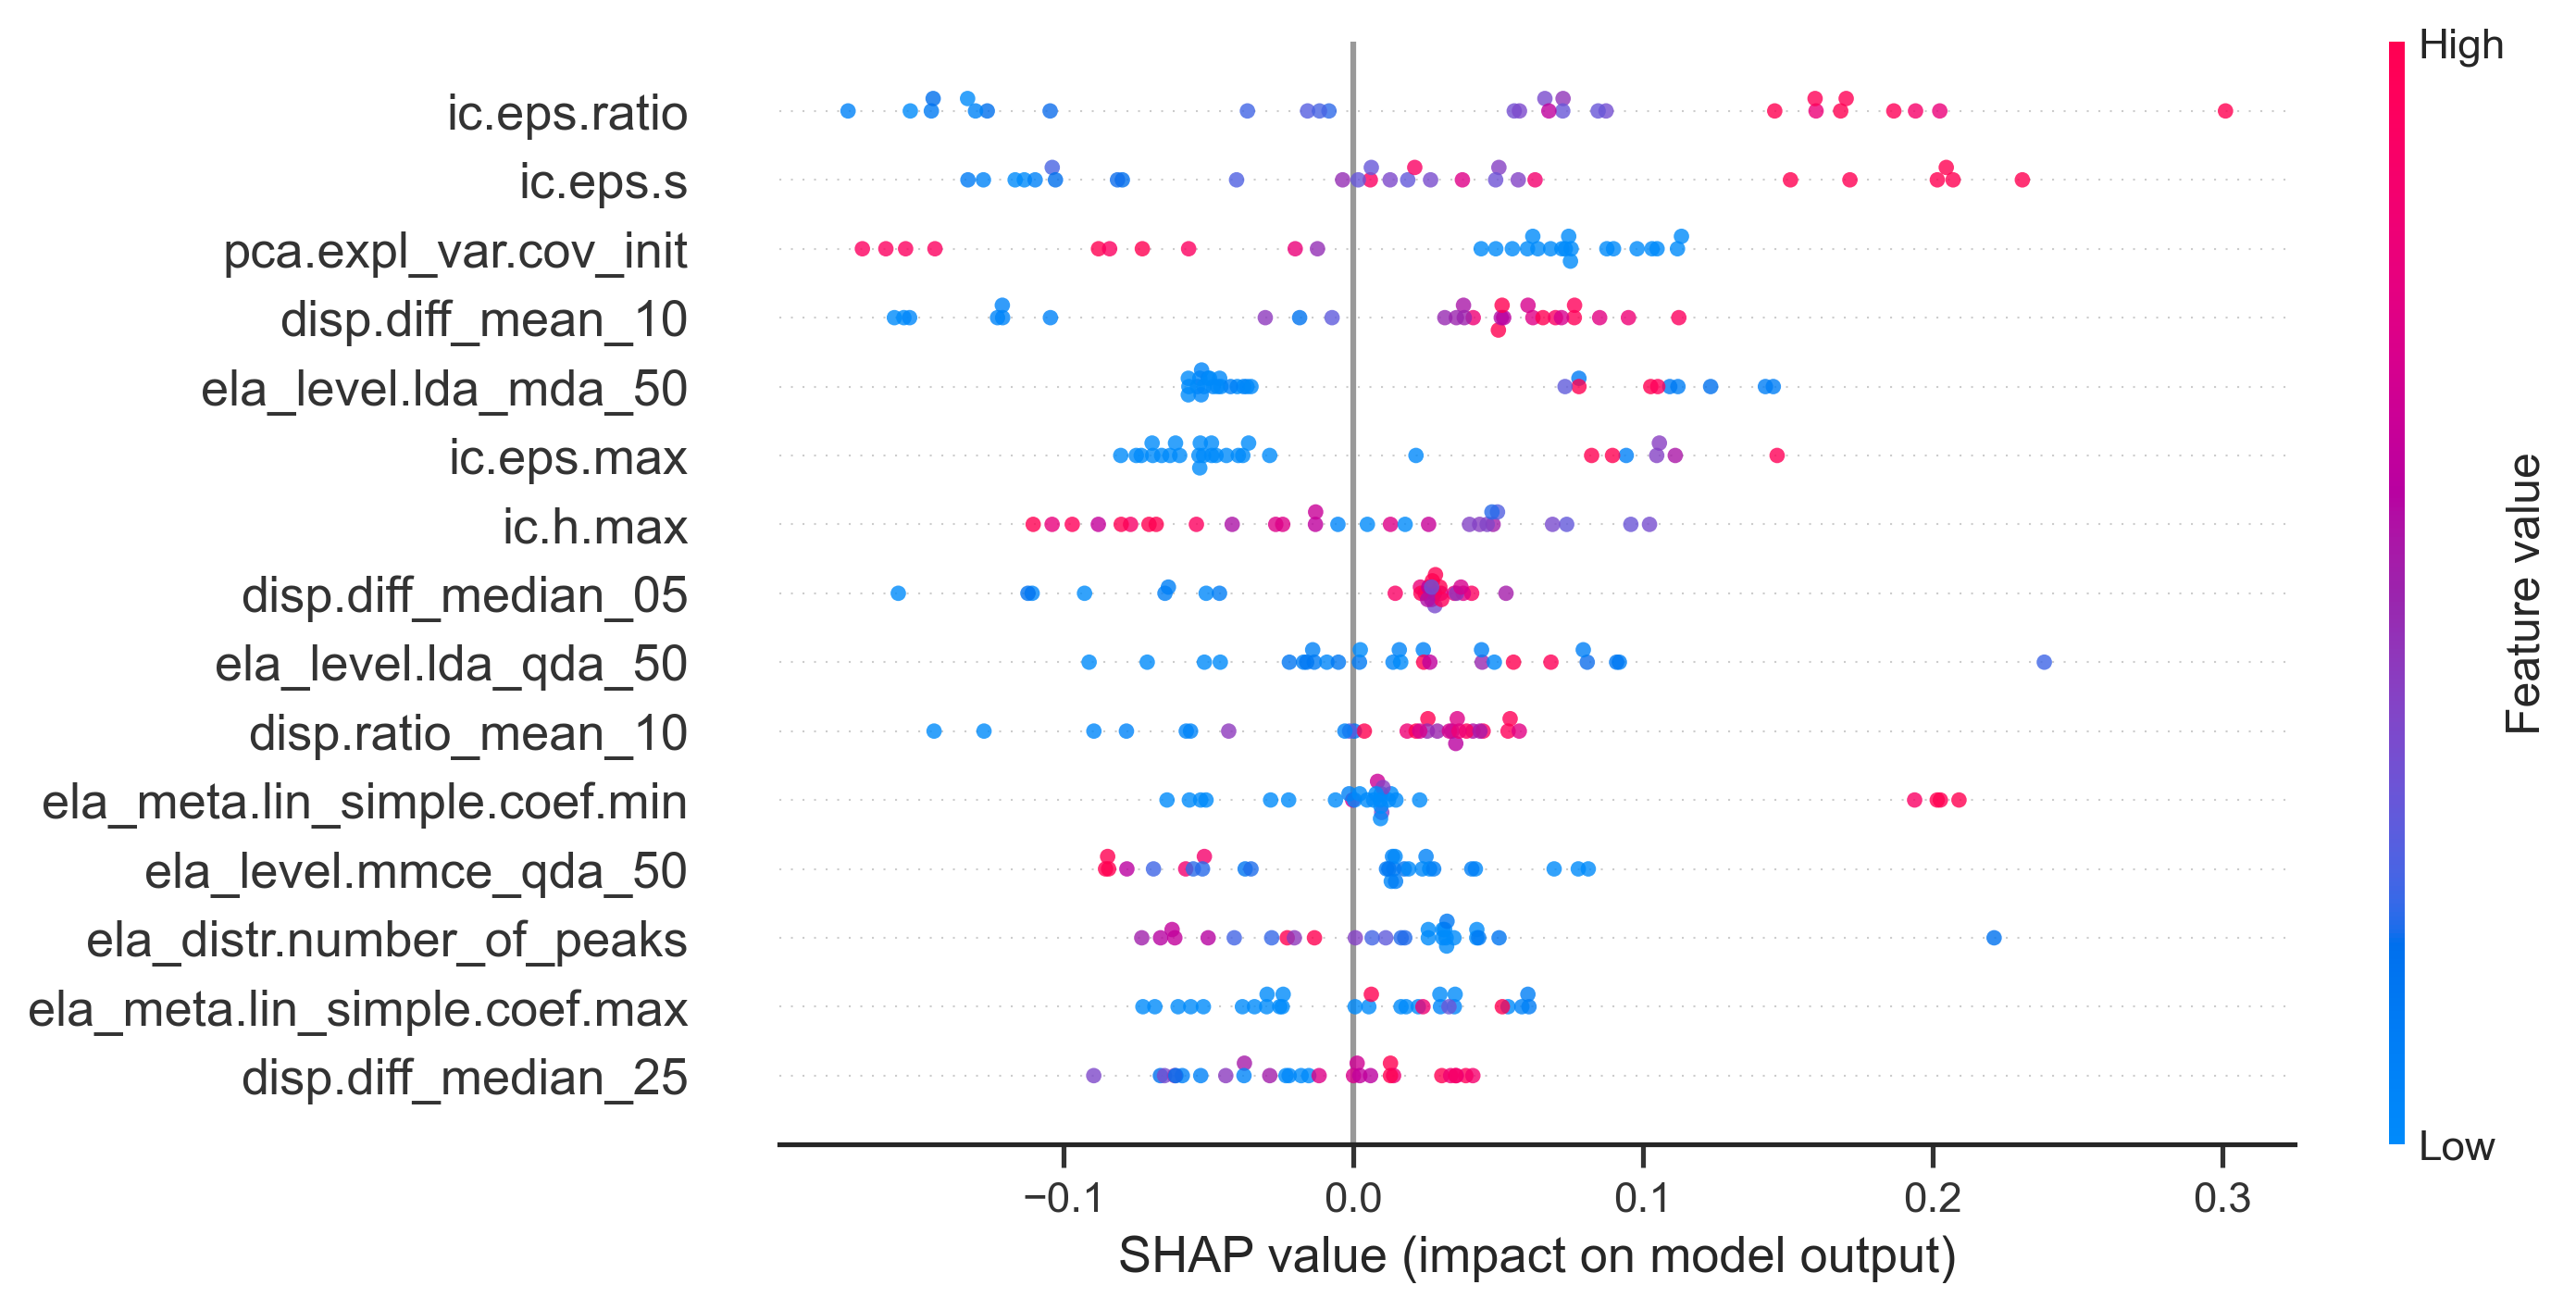 High
ic.eps.ratio
ic.eps.s
pca.expl_var.cov_init
disp.diff_mean_10
ela_level.lda_mda_50
ic.eps.max
ic.h.max
disp.diff_median_05
ela_level.lda_qda_50
disp.ratio_mean_10
ela_meta.lin_simple.coef.min
ela_level.mmce_qda_50
ela_distr.number_of_peaks
ela_meta.lin_simple.coef.max
disp.diff_median_25
Feature value
Low
−0.1 0.0 0.1 0.2 0.3
SHAP value (impact on model output)